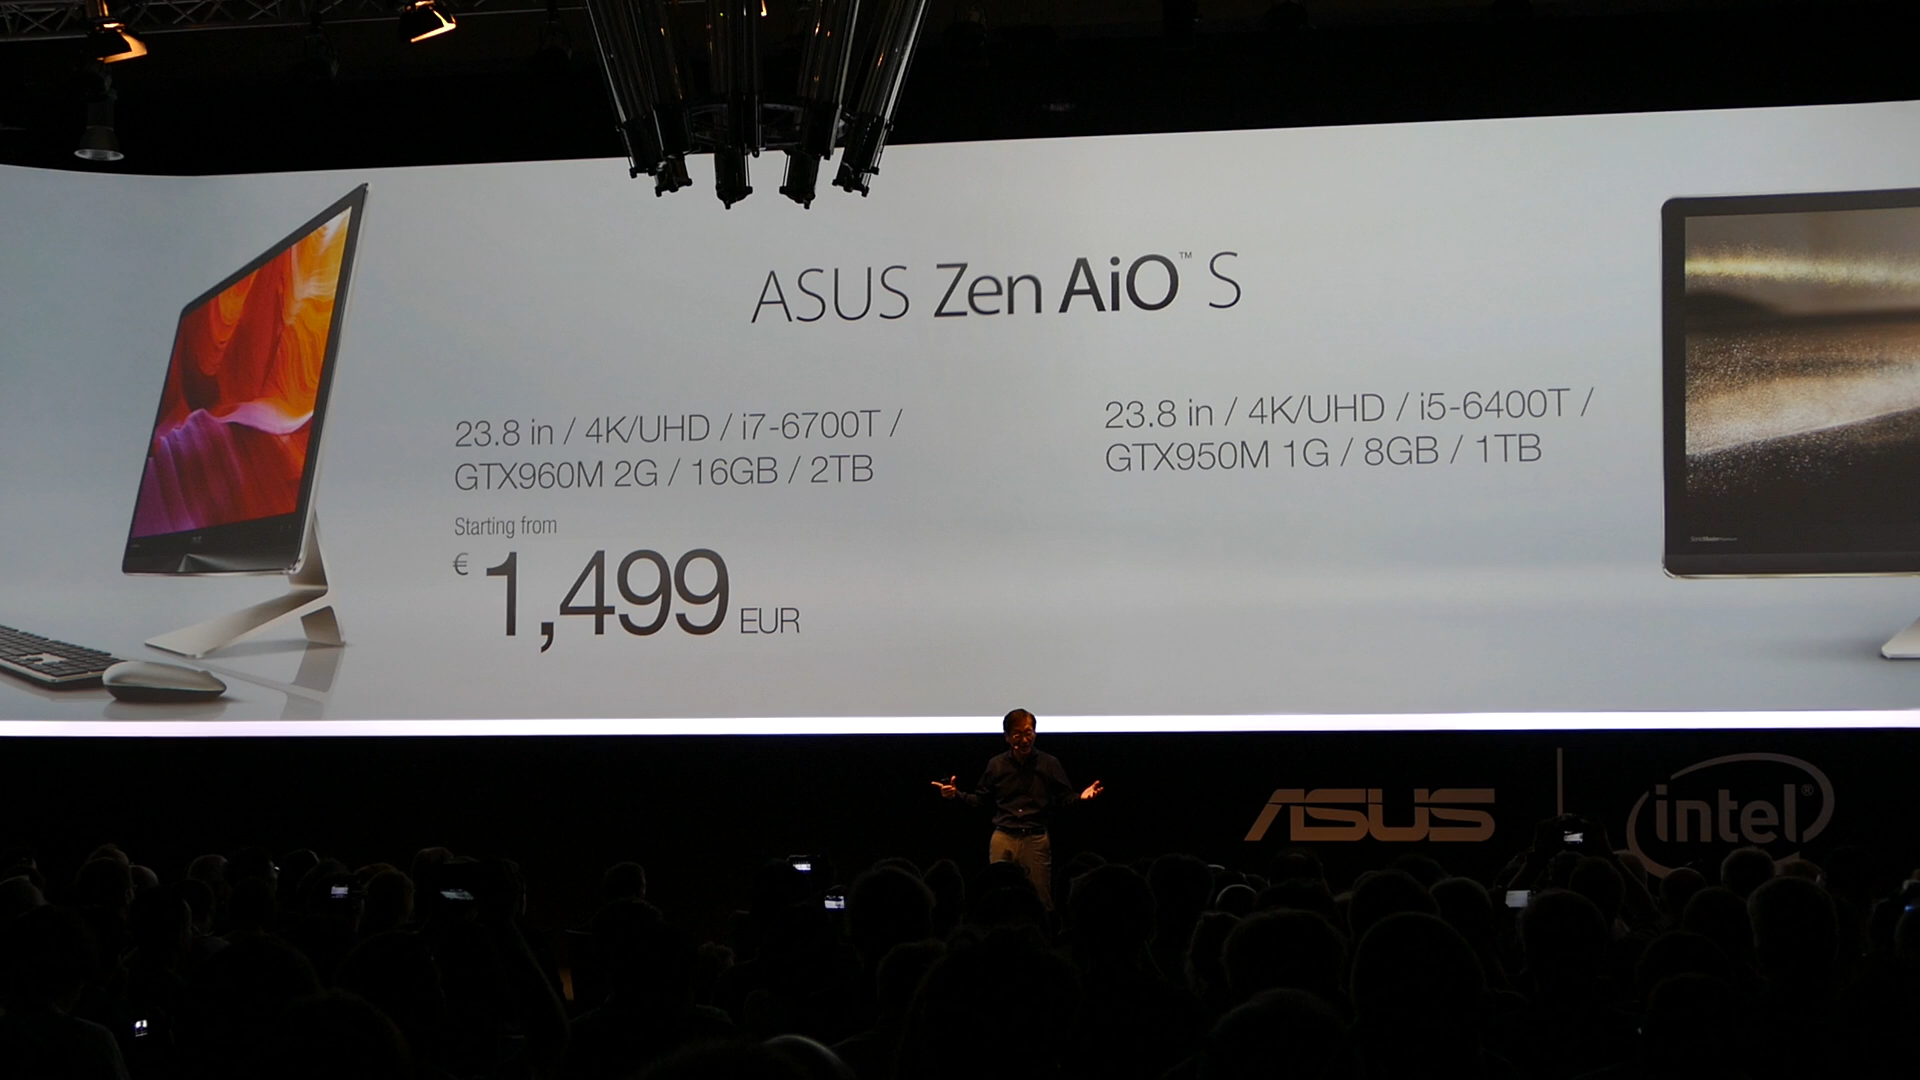 ASUS Zen AiO™ S
23.8 in / 4K/UHD / i7-6700T /
GTX960M 2G / 16GB / 2TB
Starting from
€ 1,499 EUR
23.8 in / 4K/UHD / i5-6400T /
GTX950M 1G / 8GB / 1TB
ASUS
intel®